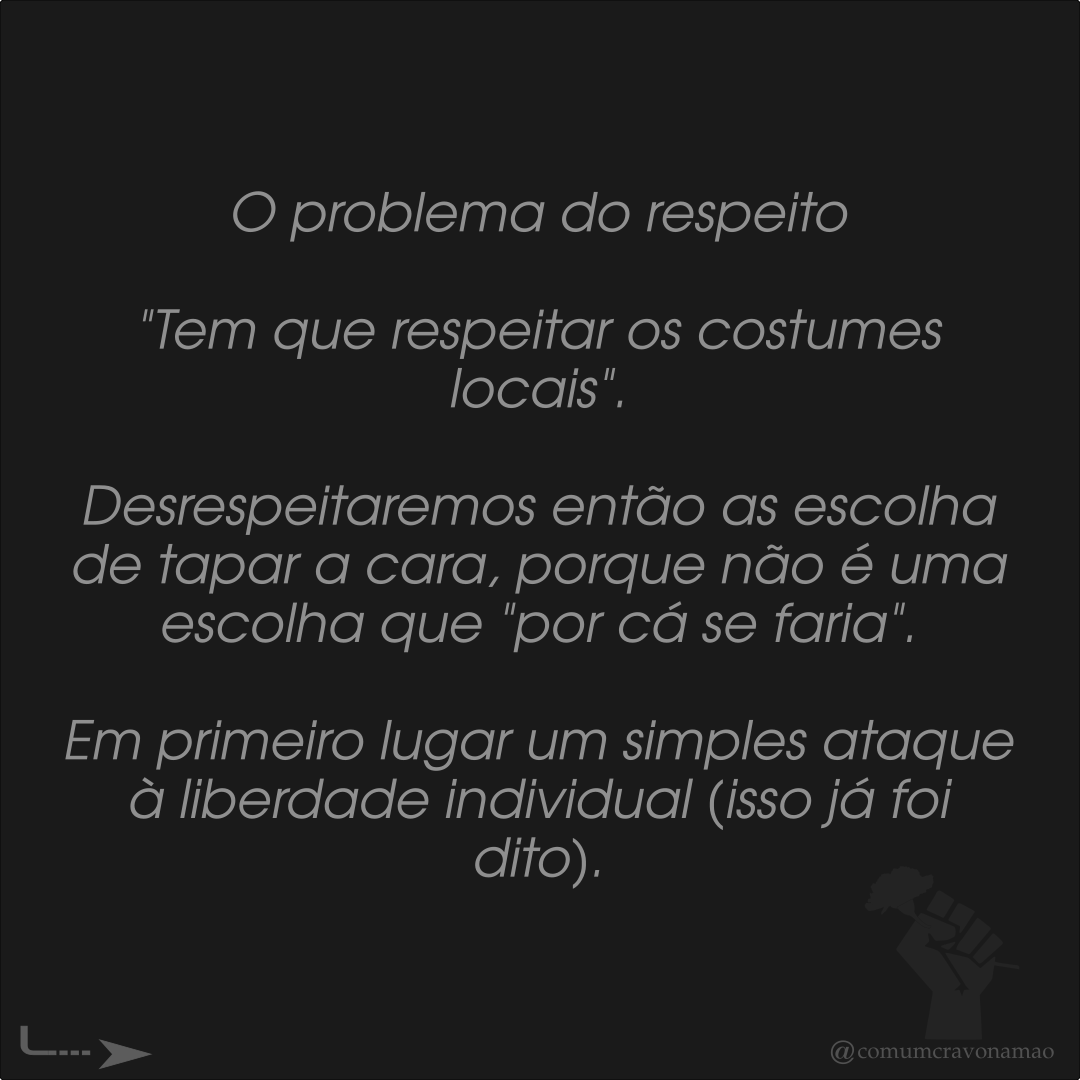 O problema do respeito
"Tem que respeitar os costumes
locais".
Desrespeitaremos então as escolha
de tapar a cara, porque não é uma
escolha que "por cá se faria".
Em primeiro lugar um simples ataque
à liberdade individual (isso já foi
dito).
@comumcravonamao